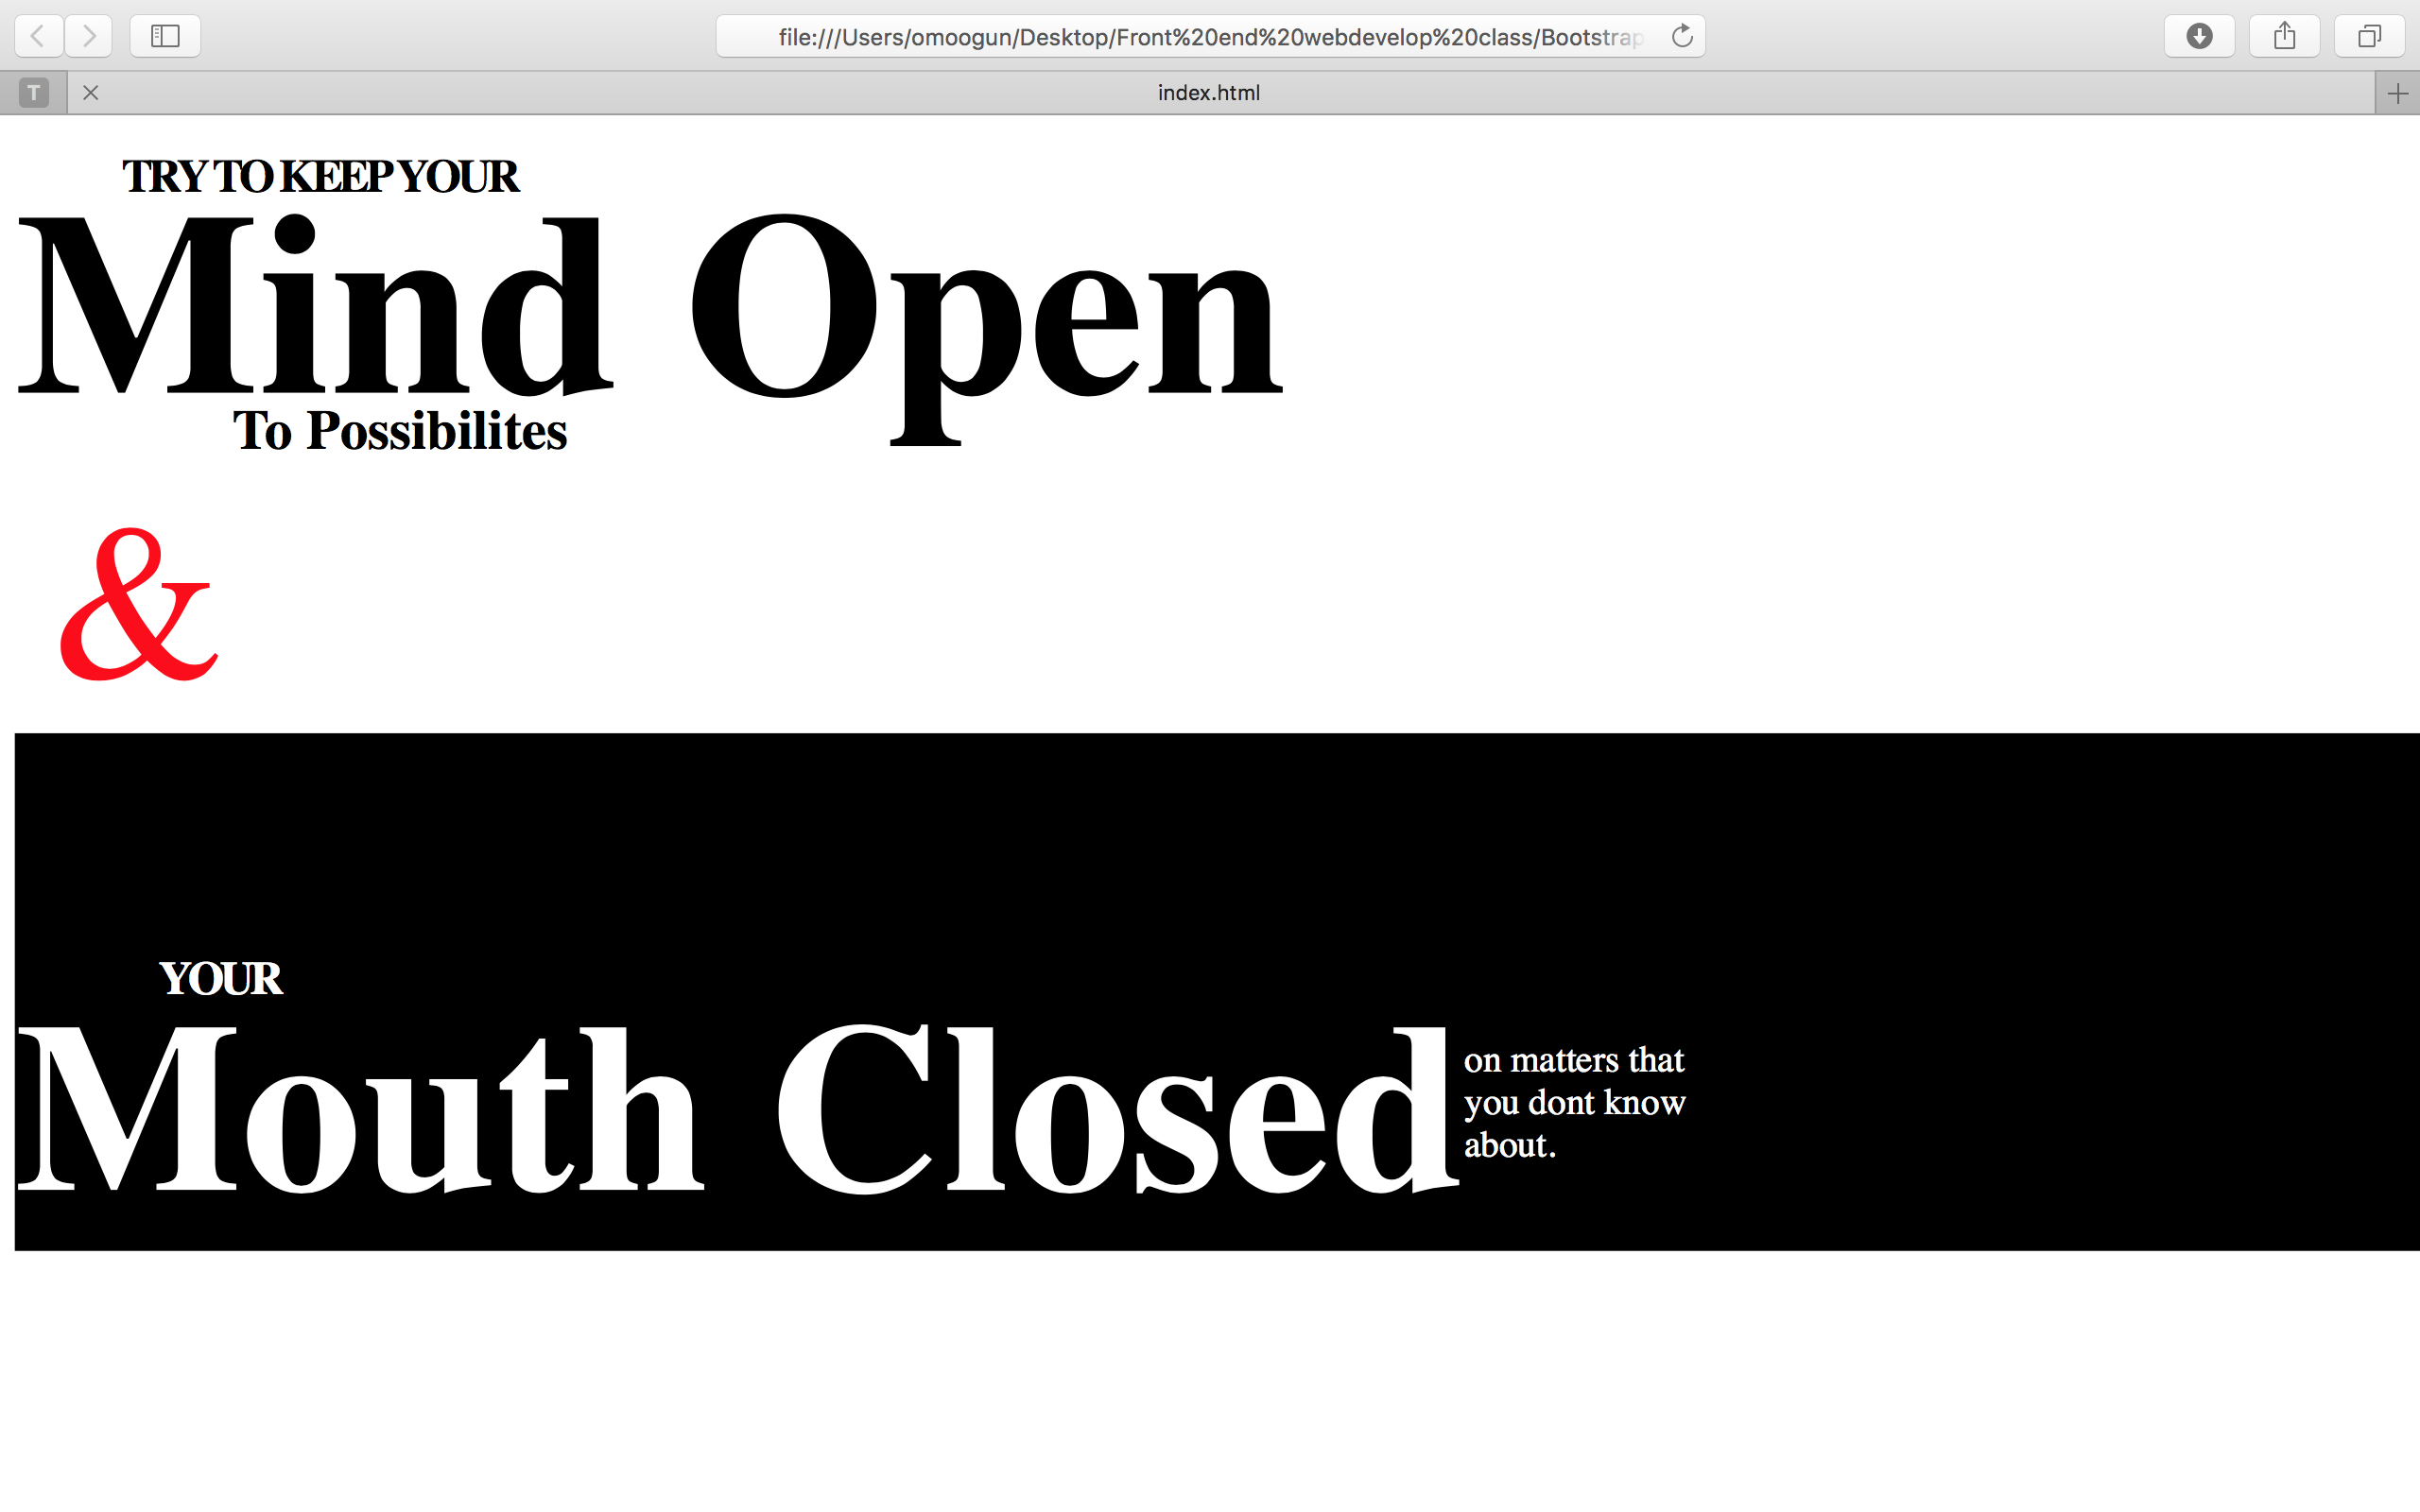 file:///Users/omoogun/Desktop/Front%20end%20webdevelop%20class/Bootstrap
T
index.html
TRY TO KEEP YOUR
Mind Open
To Possibilites
&
YOUR
Mouth Closed
on matters that
you dont know
about.